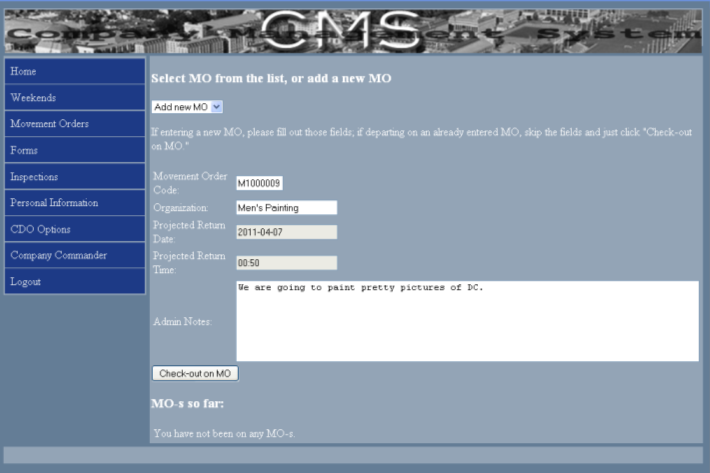 CMS
Company Management System
Home
Weekends
Movement Orders
Forms
Inspections
Personal Information
CDO Options
Company Commander
Logout
Select MO from the list, or add a new MO
Add new MO
If entering a new MO, please fill out those fields; if departing on an already entered MO, skip the fields and just click "Check-out
on MO."
Movement Order
Code:
M1000009
Organization:
Men's Painting
Projected Return
Date:
2011-04-07
Projected Return
Time:
00:50
Admin Notes:
We are going to paint pretty pictures of DC.
Check-out on MO
MO-s so far:
You have not been on any MO-s.